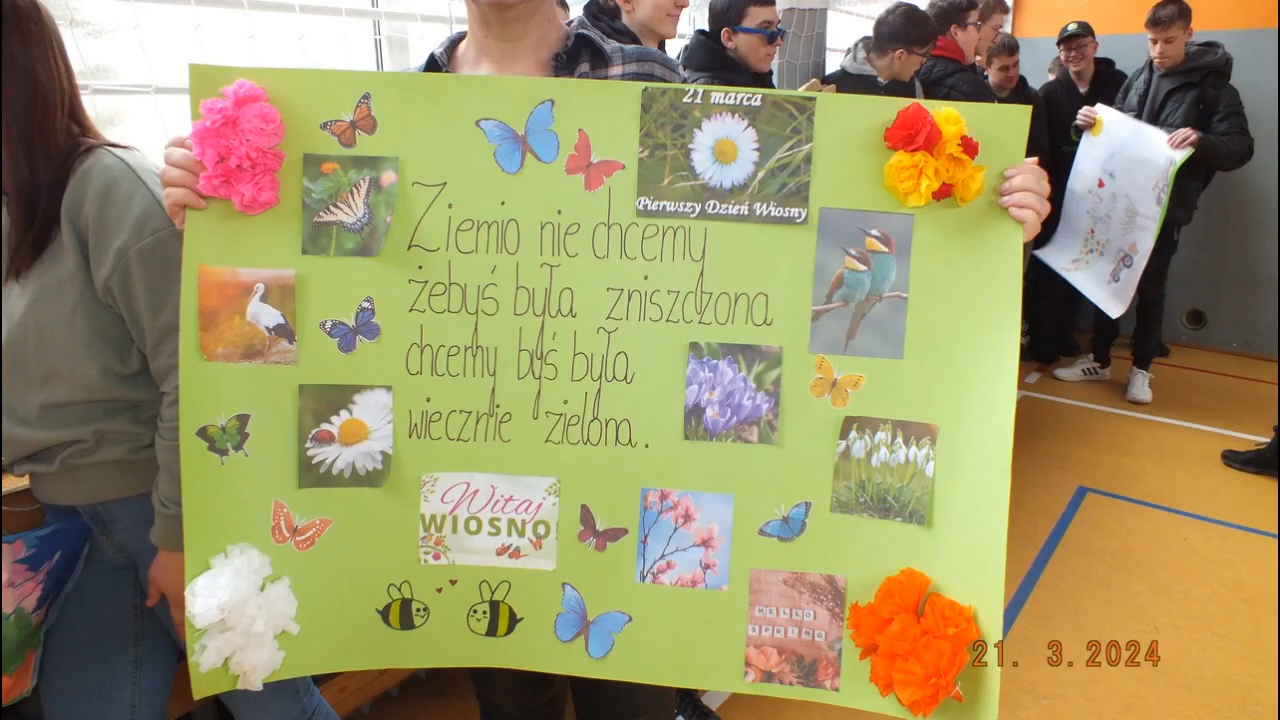 21 marca
Pierwszy Dzień Wiosny
Ziemio nie chcemy
żebyś była zniszczona
chcemy byś była
wiecznie zielona.
Witaj
WIOSNO
HELLO
SPRING
21. 3.2024